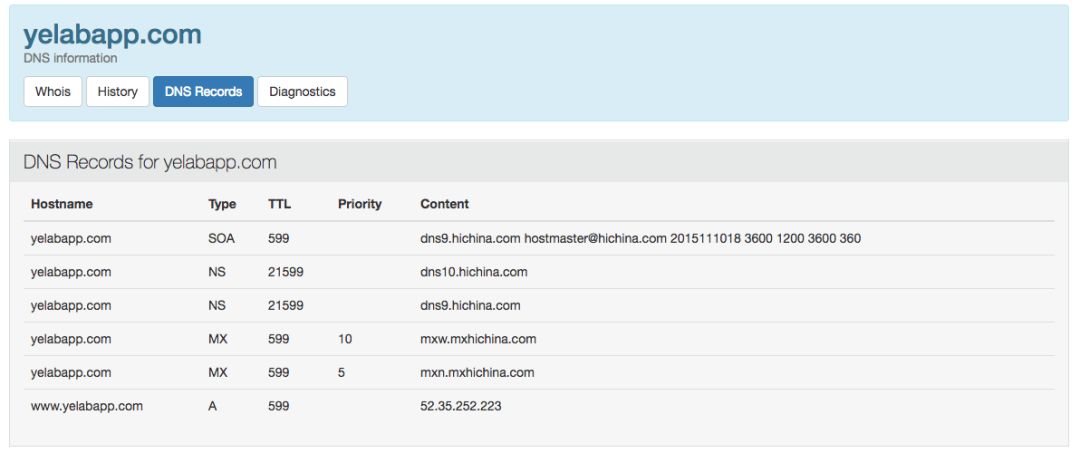 yelabapp.com
DNS information
Whois History DNS Records Diagnostics
DNS Records for yelabapp.com
Hostname Type TTL Priority Content
yelabapp.com SOA 599 dns9.hichina.com hostmaster@hichina.com 2015111018 3600 1200 3600 360
yelabapp.com NS 21599 dns10.hichina.com
yelabapp.com NS 21599 dns9.hichina.com
yelabapp.com MX 599 10 mxw.mxhichina.com
yelabapp.com MX 599 5 mxn.mxhichina.com
www.yelabapp.com A 599 52.35.252.223